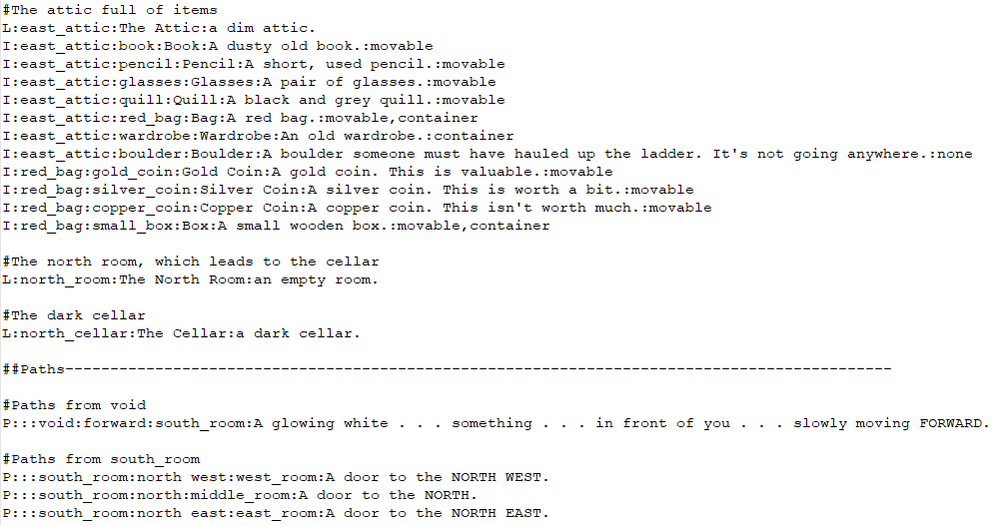 #The attic full of items
L:east_attic:The Attic:a dim attic.
I:east_attic:book:Book:A dusty old book.:movable
I:east_attic:pencil:Pencil:A short, used pencil.:movable
I:east_attic:glasses:Glasses:A pair of glasses.:movable
I:east_attic:quill:Quill:A black and grey quill.:movable
I:east_attic:red_bag:Bag:A red bag.:movable,container
I:east_attic:wardrobe:Wardrobe:An old wardrobe.:container
I:east_attic:boulder:Boulder:A boulder someone must have hauled up the ladder. It's not going anywhere.:none
I:red_bag:gold_coin:Gold Coin:A gold coin. This is valuable.:movable
I:red_bag:silver_coin:Silver Coin:A silver coin. This is worth a bit.:movable
I:red_bag:copper_coin:Copper Coin:A copper coin. This isn't worth much.:movable
I:red_bag:small_box:Box:A small wooden box.:movable,container
#The north room, which leads to the cellar
L:north_room:The North Room:an empty room.
#The dark cellar
L:north_cellar:The Cellar:a dark cellar.
##Paths--------------------------------------------------------------------------------------------
#Paths from void
P:::void:forward:south_room:A glowing white . . . something . . . in front of you . . . slowly moving FORWARD.
#Paths from south_room
P:::south_room:north west:west_room:A door to the NORTH WEST.
P:::south_room:north:middle_room:A door to the NORTH.
P:::south_room:north east:east_room:A door to the NORTH EAST.